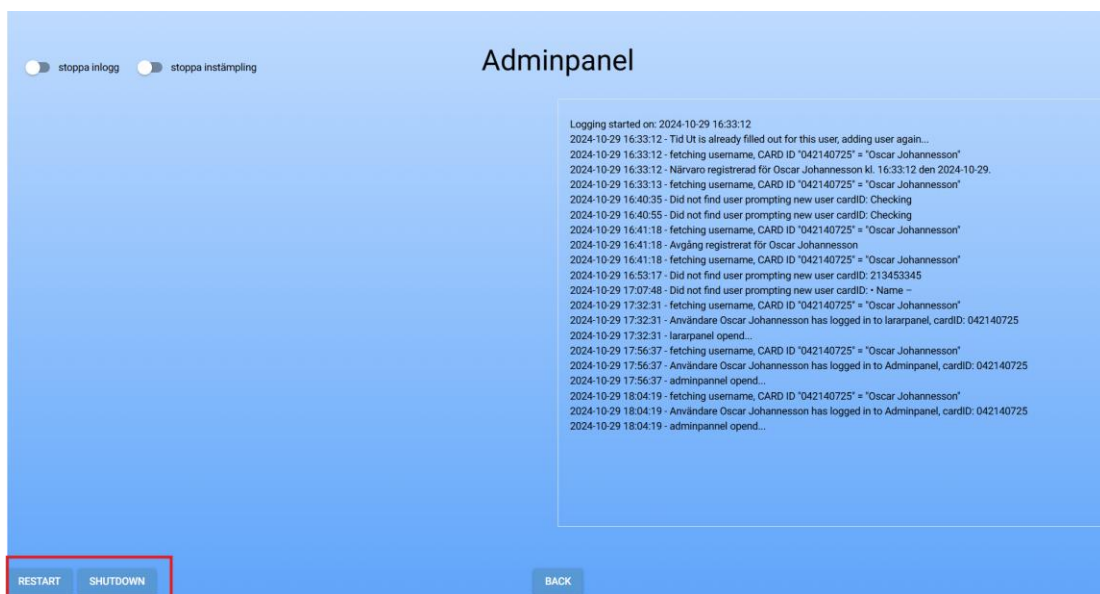 Adminpanel
stoppa inlogg
stoppa instämpling
Logging started on: 2024-10-29 16:33:12
2024-10-29 16:33:12 - Tid Ut is already filled out for this user, adding user again...
2024-10-29 16:33:12 - fetching username, CARD ID "042140725" = "Oscar Johannesson"
2024-10-29 16:33:12 - Närvaro registrerad för Oscar Johannesson kl. 16:33:12 den 2024-10-29.
2024-10-29 16:33:13 - fetching username, CARD ID "042140725" = "Oscar Johannesson"
2024-10-29 16:40:35 - Did not find user prompting new user cardID: Checking
2024-10-29 16:40:55 - Did not find user prompting new user cardID: Checking
2024-10-29 16:41:18 - fetching username, CARD ID "042140725" = "Oscar Johannesson"
2024-10-29 16:41:18 - Avgång registrerat för Oscar Johannesson
2024-10-29 16:41:18 - fetching username, CARD ID "042140725" = "Oscar Johannesson"
2024-10-29 16:53:17 - Did not find user prompting new user cardID: 213453345
2024-10-29 17:07:48 - Did not find user prompting new user cardID: • Name –
2024-10-29 17:32:31 - fetching username, CARD ID "042140725" = "Oscar Johannesson"
2024-10-29 17:32:31 - Användare Oscar Johannesson has logged in to lararpanel, cardID: 042140725
2024-10-29 17:32:31 - lararpanel opend...
2024-10-29 17:56:37 - fetching username, CARD ID "042140725" = "Oscar Johannesson"
2024-10-29 17:56:37 - Användare Oscar Johannesson has logged in to Adminpanel, cardID: 042140725
2024-10-29 17:56:37 - adminpannel opend...
2024-10-29 18:04:19 - fetching username, CARD ID "042140725" = "Oscar Johannesson"
2024-10-29 18:04:19 - Användare Oscar Johannesson has logged in to Adminpanel, cardID: 042140725
2024-10-29 18:04:19 - adminpannel opend...
RESTART
SHUTDOWN
BACK